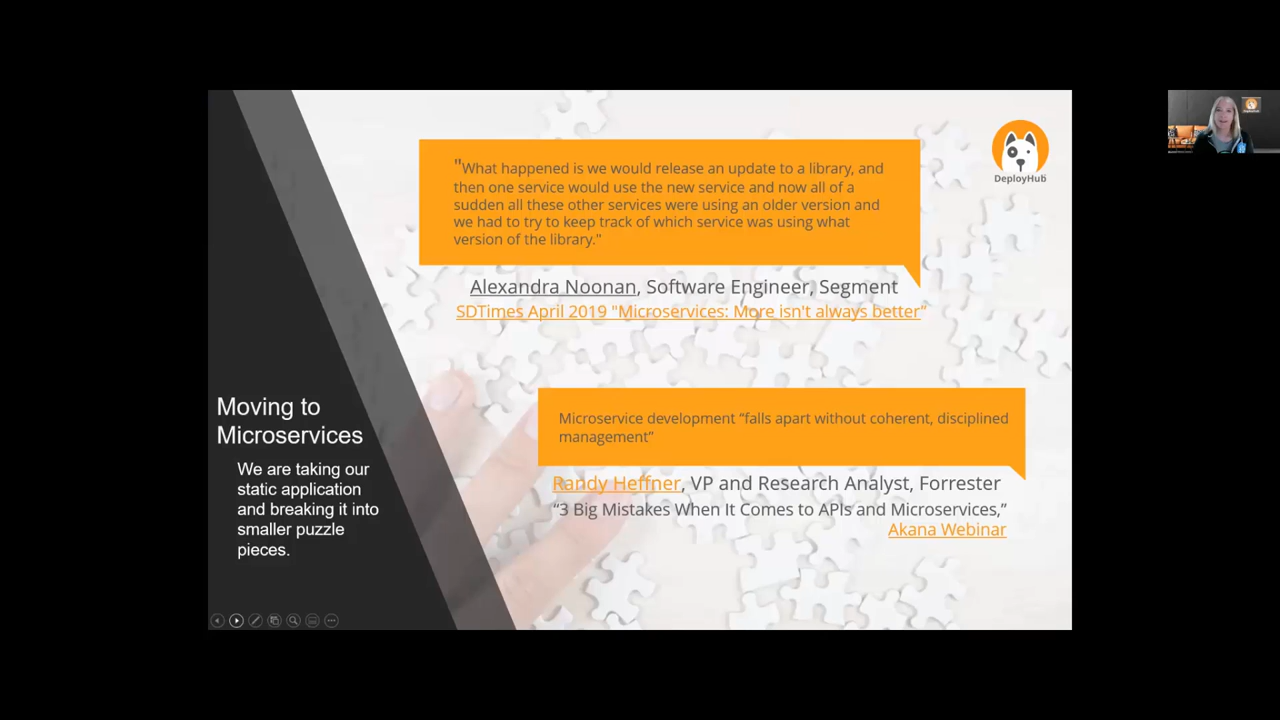 "What happened is we would release an update to a library, and
then one service would use the new service and now all of a
sudden all these other services were using an older version and
we had to try to keep track of which service was using what
version of the library."
DeployHub
Alexandra Noonan, Software Engineer, Segment
SDTimes April 2019 "Microservices: More isn't always better"
Moving to
Microservices
We are taking our
static application
and breaking it into
smaller puzzle
pieces.
Microservice development “falls apart without coherent, disciplined
management”
Randy Heffner, VP and Research Analyst, Forrester
“3 Big Mistakes When It Comes to APIs and Microservices,”
Akana Webinar